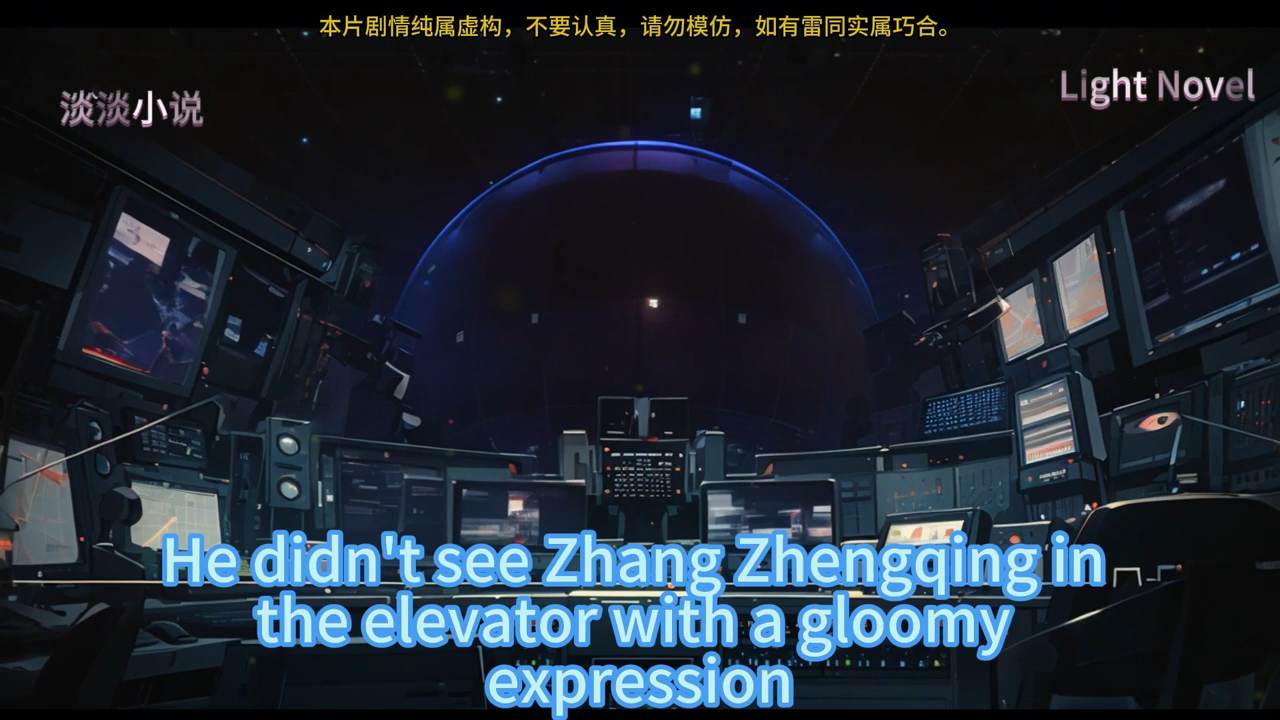 本片剧情纯属虚构，不要认真，请勿模仿，如有雷同实属巧合。
淡淡小说
Light Novel
He didn't see Zhang Zhengqing in
the elevator with a gloomy
expression